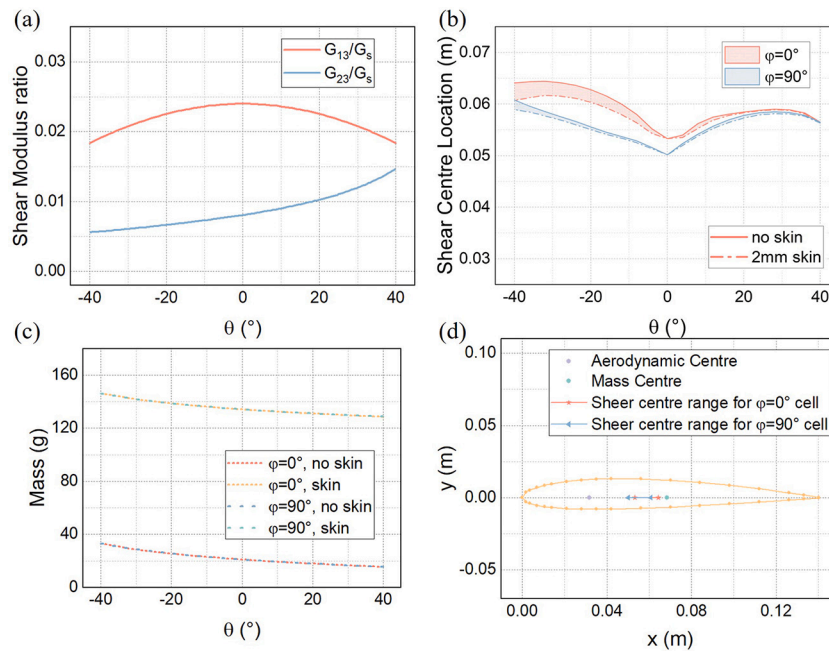 (a)
Shear Modulus ratio
0.03
0.02
0.01
0.00
G13/Gs
G23/Gs
-40 -20 0 20 40
θ (°)
(b)
Shear Centre Location (m)
0.07
0.06
0.05
0.04
0.03
φ=0°
φ=90°
no skin
2mm skin
-40 -20 0 20 40
θ (°)
(c)
Mass (g)
160
120
80
40
0
φ=0°, no skin
φ=0°, skin
φ=90°, no skin
φ=90°, skin
-40 -20 0 20 40
θ (°)
(d)
y (m)
0.10
0.05
0.00
-0.05
Aerodynamic Centre
Mass Centre
Sheer centre range for φ=0° cell
Sheer centre range for φ=90° cell
0.00 0.04 0.08 0.12
x (m)